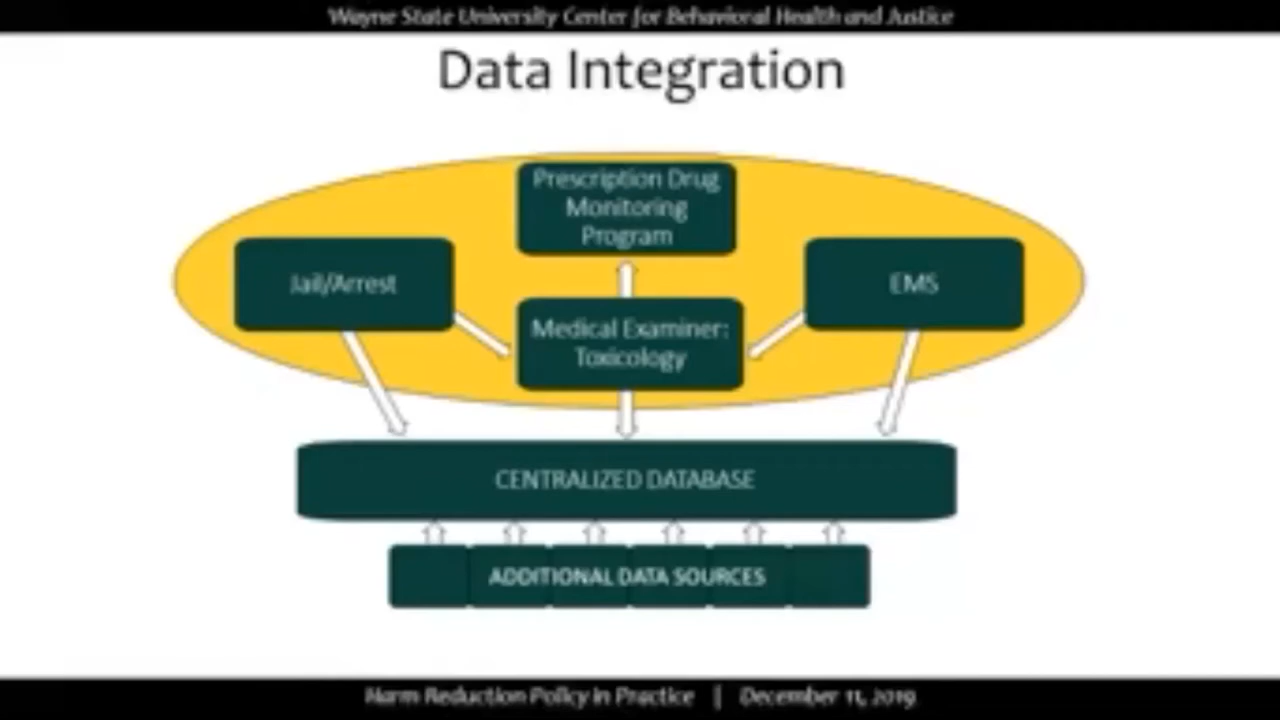 Wayne State University Center for Behavioral Health and Justice
Data Integration
Prescription Drug
Monitoring
Program
Jail/Arrest
EMS
Medical Examiner:
Toxicology
CENTRALIZED DATABASE
ADDITIONAL DATA SOURCES
Harm Reduction Policy in Practice | December 11, 2019